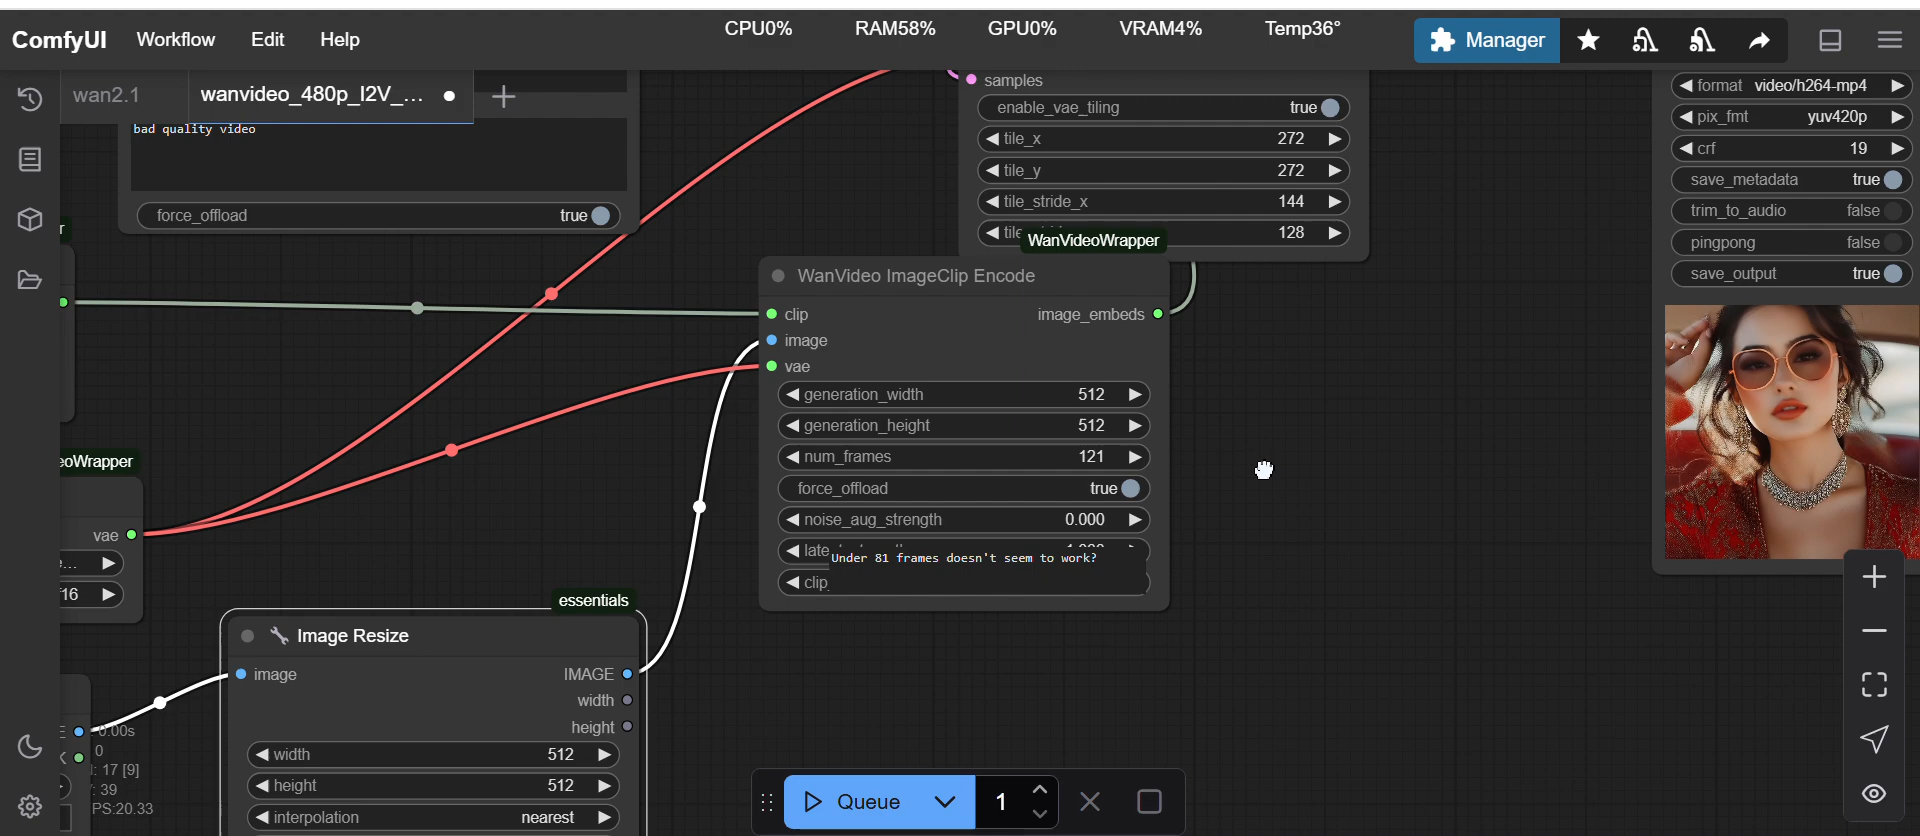 ComfyUI Workflow Edit Help CPU0% RAM58% GPU0% VRAM4% Temp36° Manager
wan2.1 wanvideo_480p_I2V_...
bad quality video
force_offload true
samples
enable_vae_tiling true
tile_x 272
tile_y 272
tile_stride_x 144
128
format video/h264-mp4
pix_fmt yuv420p
crf 19
save_metadata true
trim_to_audio false
pingpong false
save_output true
WanVideoWrapper
WanVideo ImageClip Encode
clip image_embeds
image
vae
generation_width 512
generation_height 512
num_frames 121
force_offload true
noise_aug_strength 0.000
Under 81 frames doesn't seem to work?
clip_
eoWrapper
vae
16
essentials
Image Resize
image IMAGE
width
height
width 512
height 512
interpolation nearest
0.00s
0
: 17 [9]
: 39
PS:20.33
Queue 1